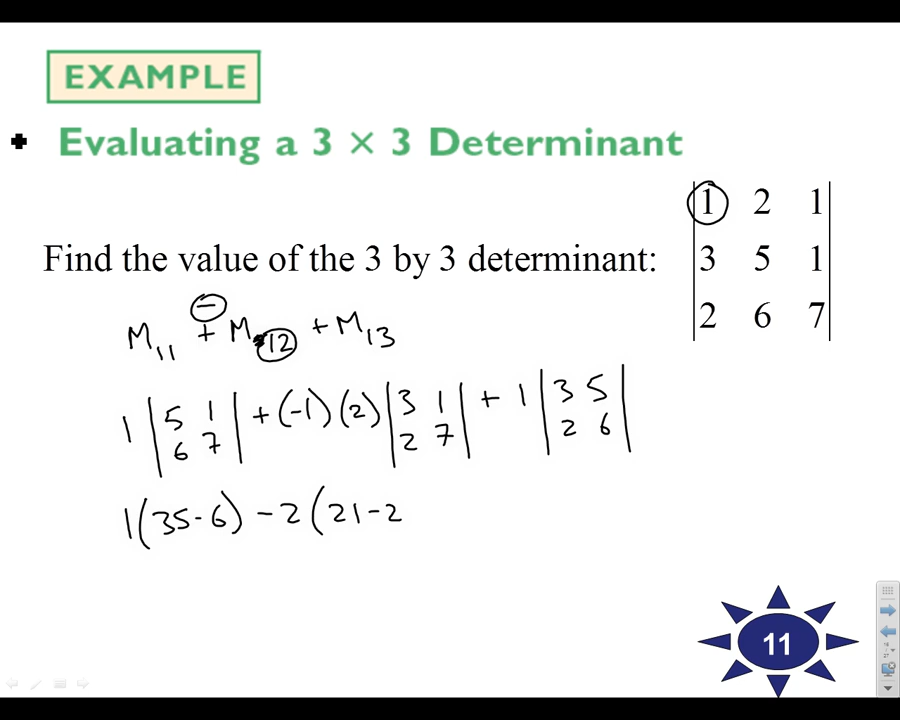 EXAMPLE
Evaluating a 3 × 3 Determinant
Find the value of the 3 by 3 determinant:
1 2 1
3 5 1
2 6 7
−
M11 + M12 + M13
1 |5 1| + (-1)(2) |3 1| + 1 |3 5|
|6 7| |2 7| |2 6|
1(35-6) - 2(21-2
11